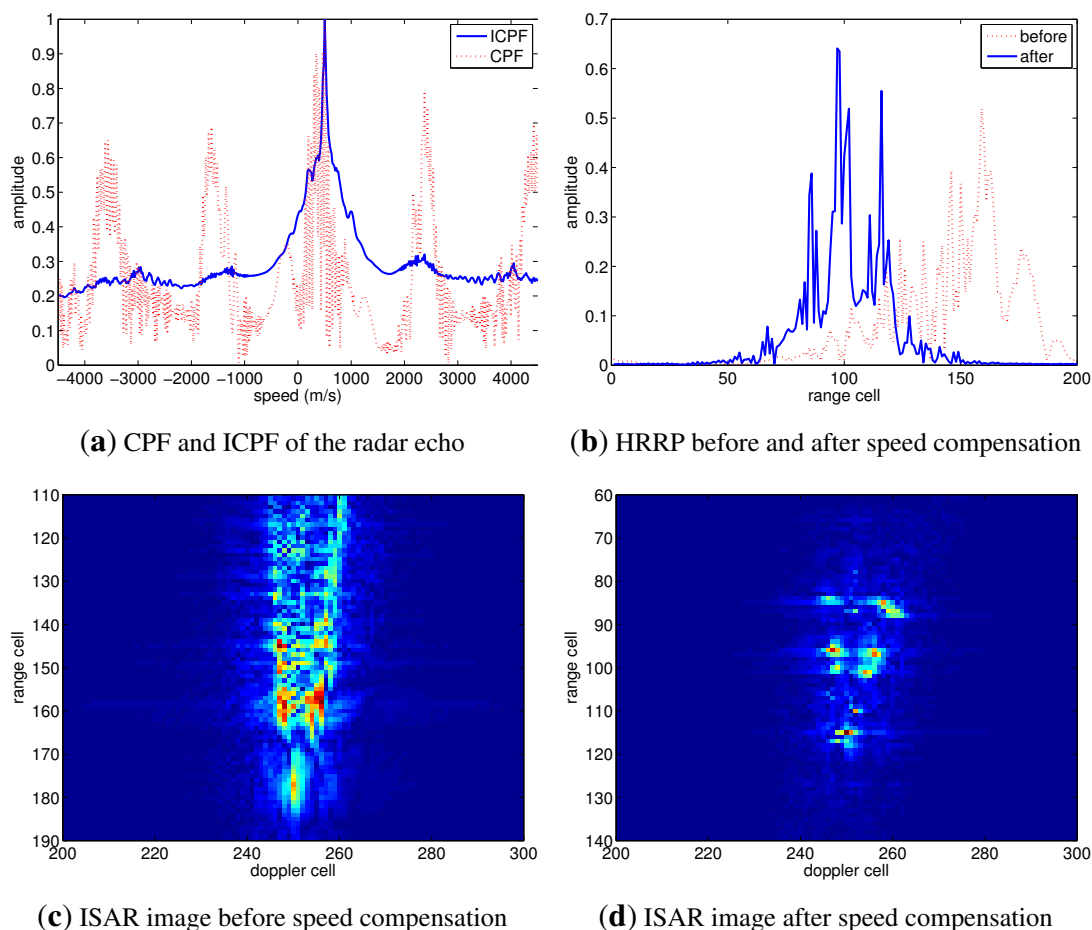 1
0.9
0.8
0.7
0.6
0.5
0.4
0.3
0.2
0.1
0
amplitude
ICPF
CPF
−4000 −3000 −2000 −1000 0 1000 2000 3000 4000
speed (m/s)
(a) CPF and ICPF of the radar echo
0.7
0.6
0.5
0.4
0.3
0.2
0.1
0
amplitude
before
after
0 50 100 150 200
range cell
(b) HRRP before and after speed compensation
110
120
130
140
150
160
170
180
190
range cell
200 220 240 260 280 300
doppler cell
(c) ISAR image before speed compensation
60
70
80
90
100
110
120
130
140
range cell
200 220 240 260 280 300
doppler cell
(d) ISAR image after speed compensation